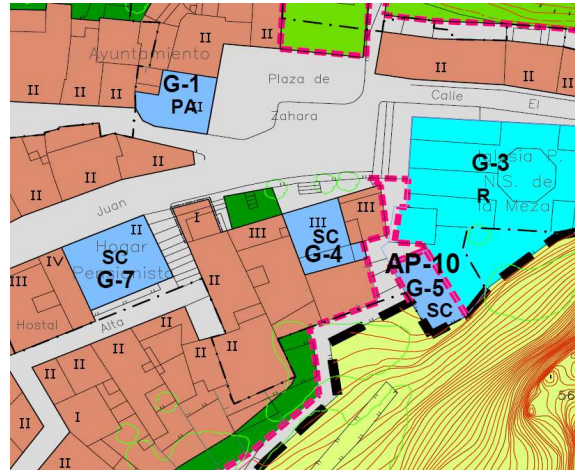 II
Ayuntamiento
II
II
II
II
II
G-1
PA
II
Plaza de
Zahara
II
II
Calle
El
II
II
II
Iglesia P.
N.S. de
la Meza
G-3
R
Juan
I
II
III
III
III
SC
G-4
II
Hogar
SC
Pensionista
G-7
III
IV
AP-10
G-5
SC
Hostal
Alta
II
II
II
II
II
II
II
II
I
II
II
II
56